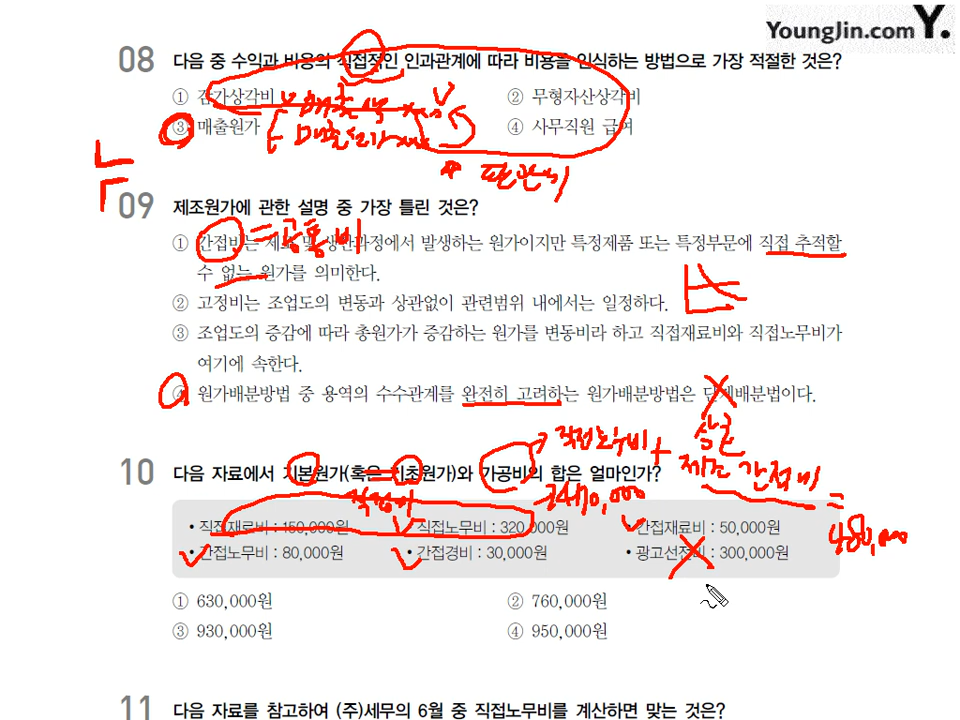 YoungJin.com Y.
08 다음 중 수익과 비용의 직접적인 인과관계에 따라 비용을 인식하는 방법으로 가장 적절한 것은?
① 감가상각비 ② 무형자산상각비
③ 매출원가 ④ 사무직원 급여
판관비
09 제조원가에 관한 설명 중 가장 틀린 것은?
= 공통비
① 간접비는 제조 및 생산과정에서 발생하는 원가이지만 특정제품 또는 특정부문에 직접 추적할
수 없는 원가를 의미한다.
② 고정비는 조업도의 변동과 상관없이 관련범위 내에서는 일정하다.
③ 조업도의 증감에 따라 총원가가 증감하는 원가를 변동비라 하고 직접재료비와 직접노무비가
여기에 속한다.
④ 원가배분방법 중 용역의 수수관계를 완전히 고려하는 원가배분방법은 단계배분법이다.
상호
직접노무비 + 제조간접비 =
10 다음 자료에서 기본원가(혹은 기초원가)와 가공비의 합은 얼마인가?
직접비
• 직접재료비 : 150,000원 • 직접노무비 : 320,000원 • 간접재료비 : 50,000원
• 간접노무비 : 80,000원 • 간접경비 : 30,000원 • 광고선전비 : 300,000원
480,000
① 630,000원 ② 760,000원
③ 930,000원 ④ 950,000원
11 다음 자료를 참고하여 (주)세무의 6월 중 직접노무비를 계산하면 맞는 것은?